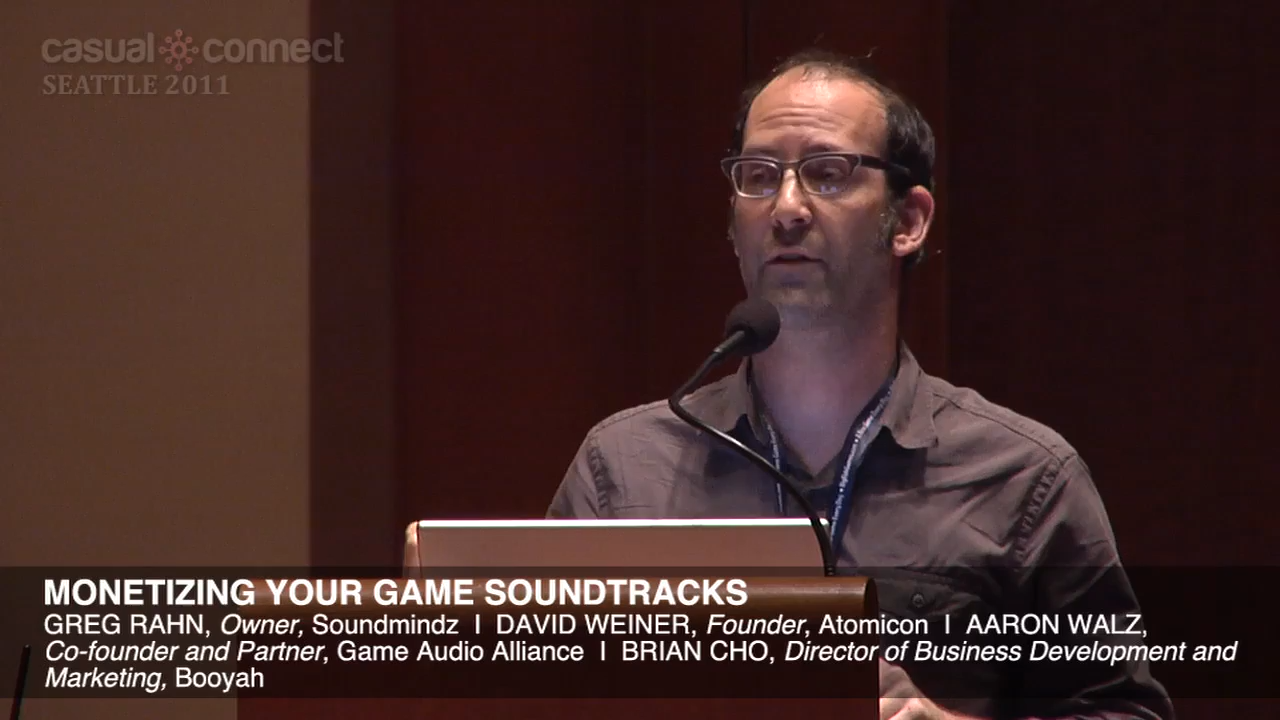 casual connect
SEATTLE 2011
MONETIZING YOUR GAME SOUNDTRACKS
GREG RAHN, Owner, Soundmindz I DAVID WEINER, Founder, Atomicon I AARON WALZ,
Co-founder and Partner, Game Audio Alliance I BRIAN CHO, Director of Business Development and
Marketing, Booyah